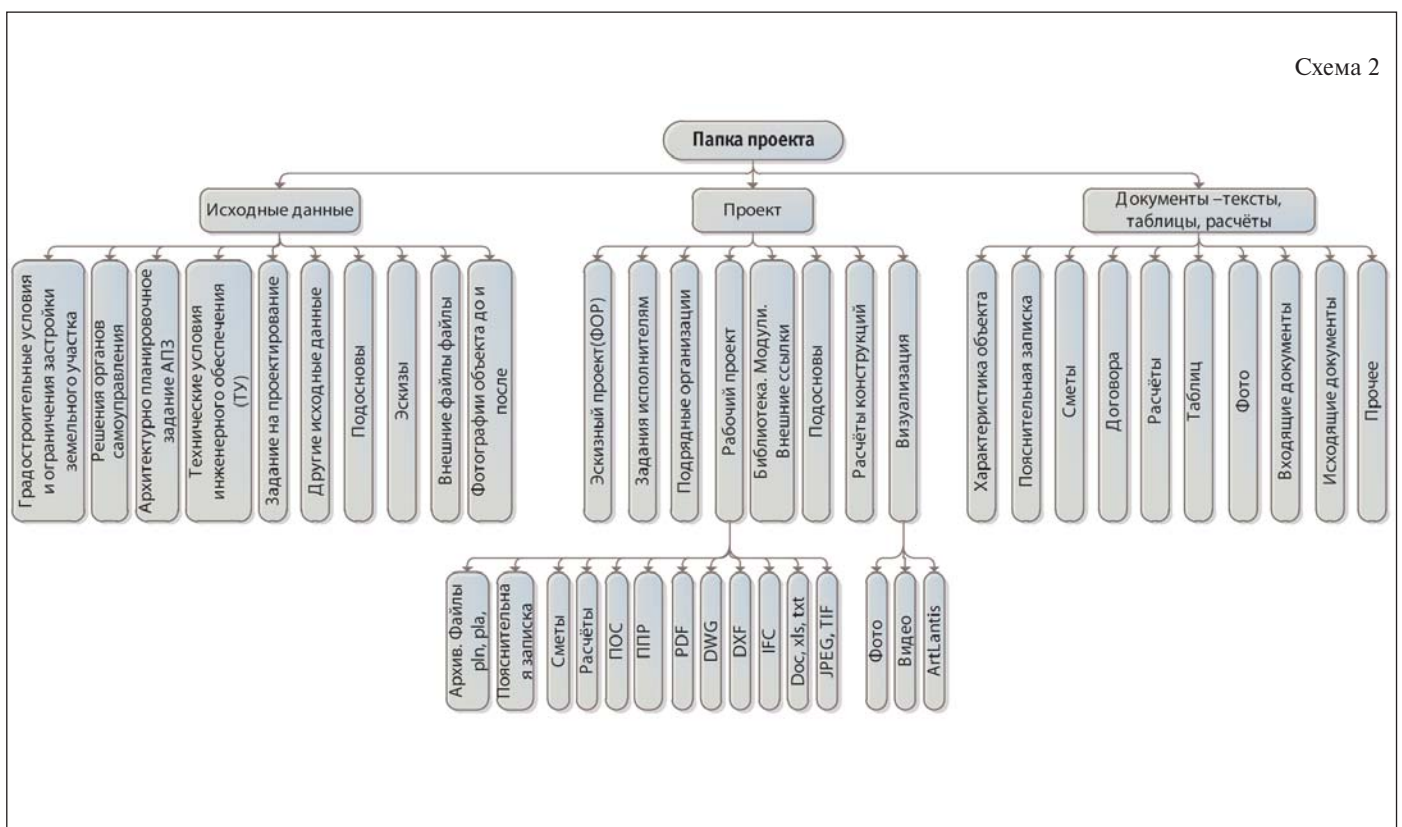 Схема 2
Папка проекта
Исходные данные
Проект
Документы –тексты,
таблицы, расчёты
Градостроительные условия
и ограничения застройки
земельного участка
Решения органов
самоуправления
Архитектурно планировочное
задание АПЗ
Технические условия
инженерного обеспечения
(ТУ)
Задание на проектирование
Другие исходные данные
Подосновы
Эскизы
Внешние файлы файлы
Фотографии объекта до и
после
Эскизный проект(ФОР)
Задания исполнителям
Подрядные организации
Рабочий проект
Библиотека. Модули.
Внешние ссылки
Подосновы
Расчёты конструкций
Визуализация
Характеристика объекта
Пояснительная записка
Сметы
Договора
Расчёты
Таблиц
Фото
Входящие документы
Исходящие документы
Прочее
Архив. Файлы
pln, pla,
Пояснительна
я записка
Сметы
Расчёты
ПОС
ППР
PDF
DWG
DXF
IFC
Doc, xls, txt
JPEG, TIF
Фото
Видео
ArtLantis